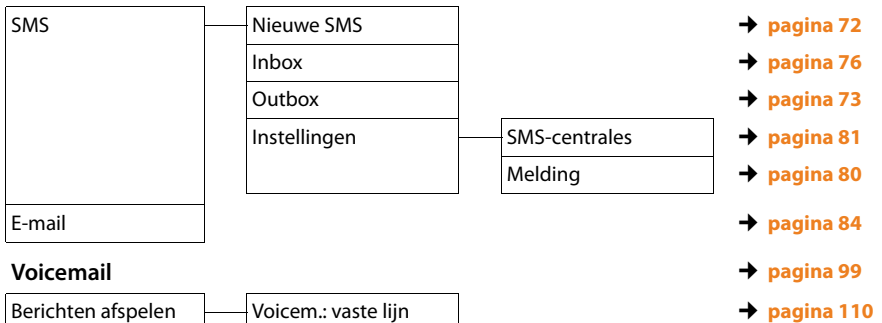 SMS Nieuwe SMS ➔ pagina 72
Inbox ➔ pagina 76
Outbox ➔ pagina 73
Instellingen SMS-centrales ➔ pagina 81
Melding ➔ pagina 80
E-mail ➔ pagina 84
Voicemail ➔ pagina 99
Berichten afspelen Voicem.: vaste lijn ➔ pagina 110